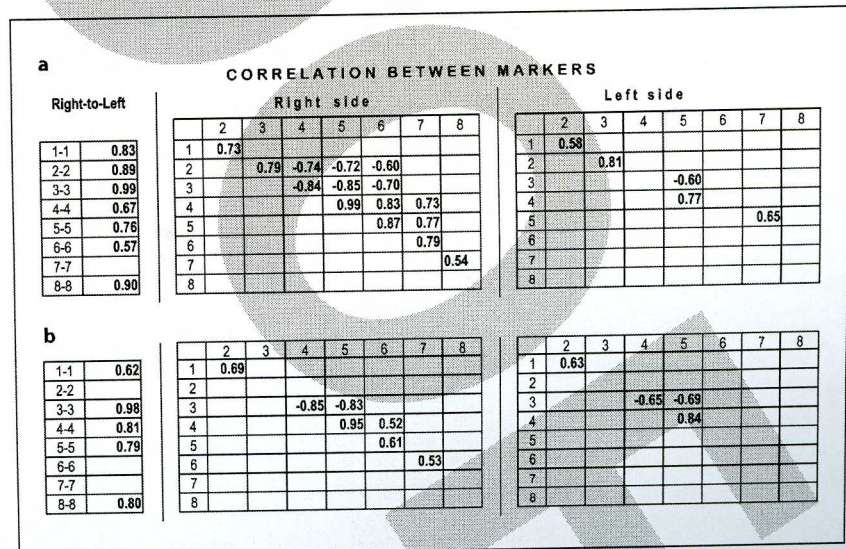 a
CORRELATION BETWEEN MARKERS
Right-to-Left Right side Left side
1-1 0.83
2-2 0.89
3-3 0.99
4-4 0.67
5-5 0.76
6-6 0.57
7-7
8-8 0.90
2 3 4 5 6 7 8
1 0.73
2 0.79 -0.74 -0.72 -0.60
3 -0.84 -0.85 -0.70
4 0.99 0.83 0.73
5 0.87 0.77
6 0.79
7 0.54
8
2 3 4 5 6 7 8
1 0.58
2 0.81
3 -0.60
4 0.77
5 0.65
6
7
8
b
1-1 0.62
2-2
3-3 0.98
4-4 0.81
5-5 0.79
6-6
7-7
8-8 0.80
2 3 4 5 6 7 8
1 0.69
2
3 -0.85 -0.83
4 0.95 0.52
5 0.61
6 0.53
7
8
2 3 4 5 6 7 8
1 0.63
2
3 -0.65 -0.69
4 0.84
5
6
7
8